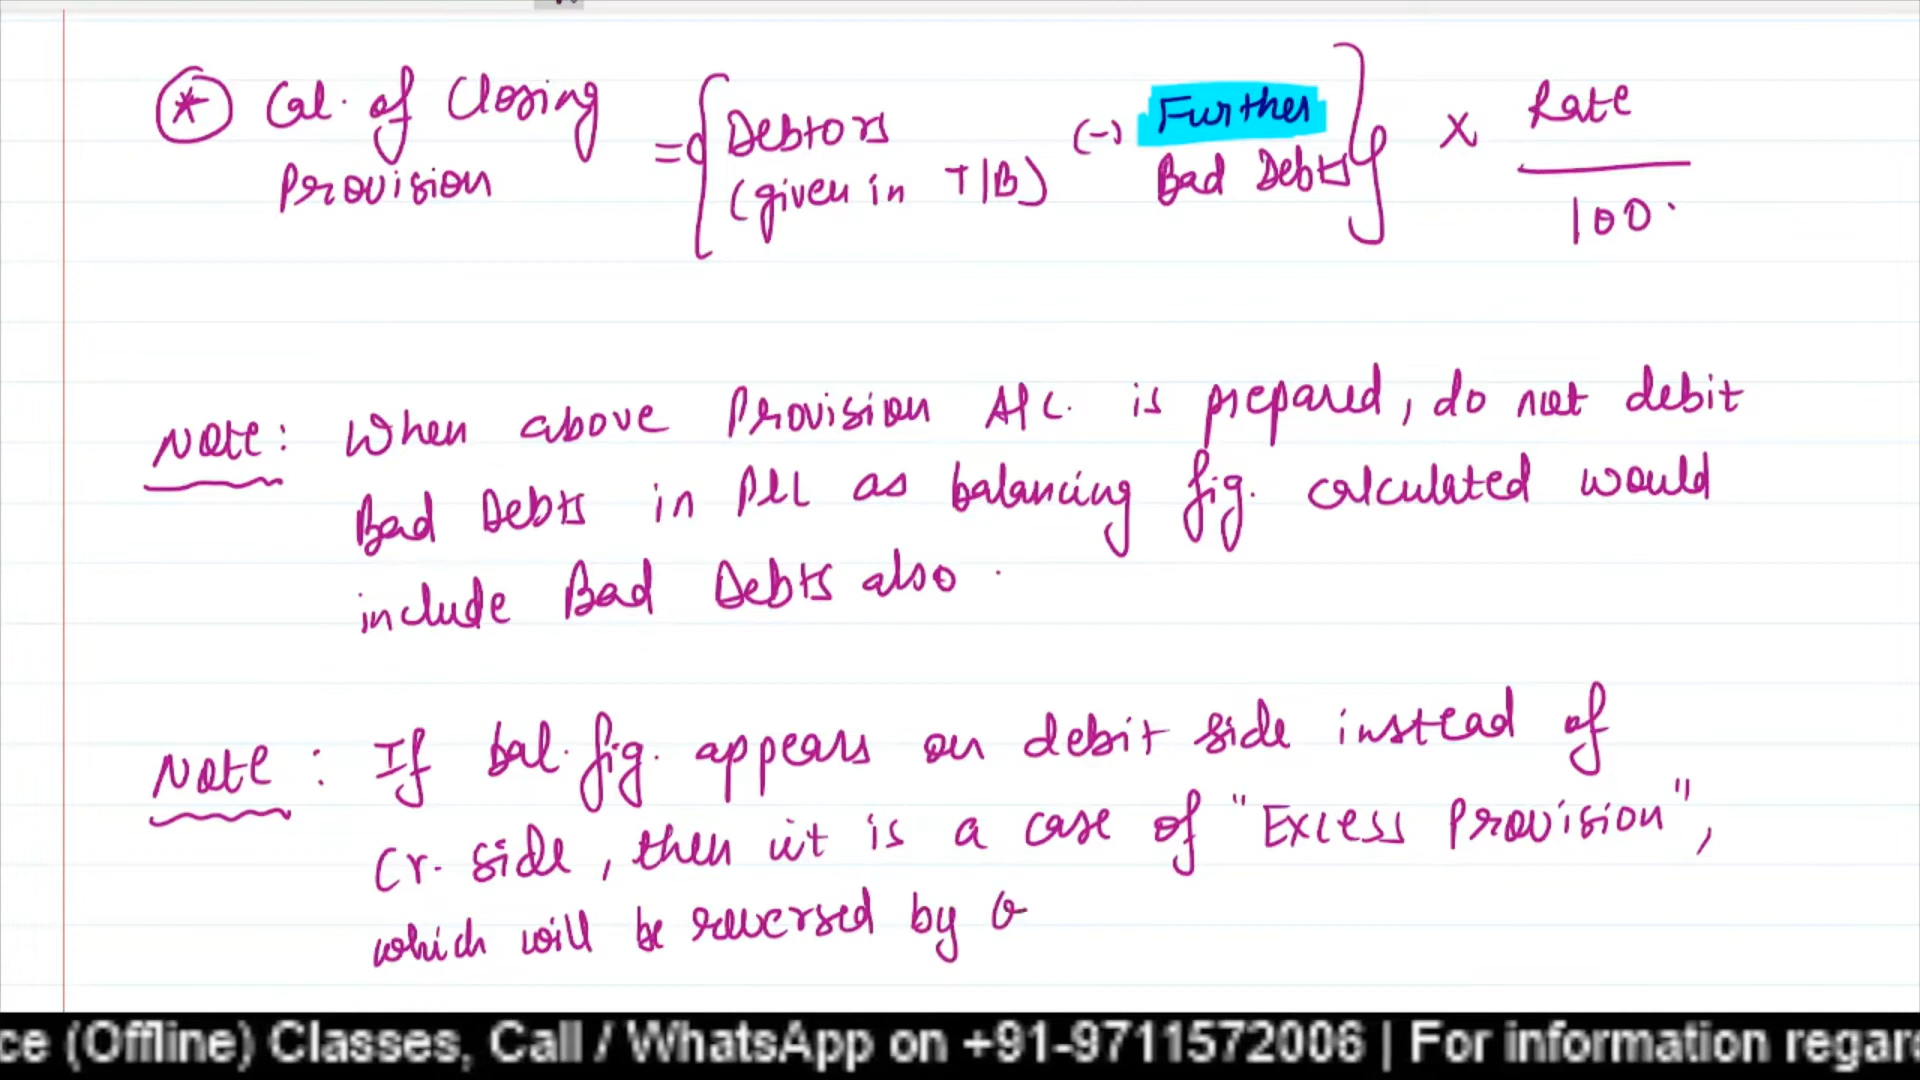 * Cal. of Closing Provision = { Debtors (given in T/B) (-) Further Bad Debts } × Rate / 100.
Note: When above Provision A/c. is prepared, do not debit
Bad Debts in P&L as balancing fig. calculated would
include Bad Debts also.
Note: If bal. fig. appears on debit side instead of
Cr. side, then it is a case of "Excess Provision",
which will be reversed by
ce (Offline) Classes, Call / WhatsApp on +91-9711572006 | For information regar